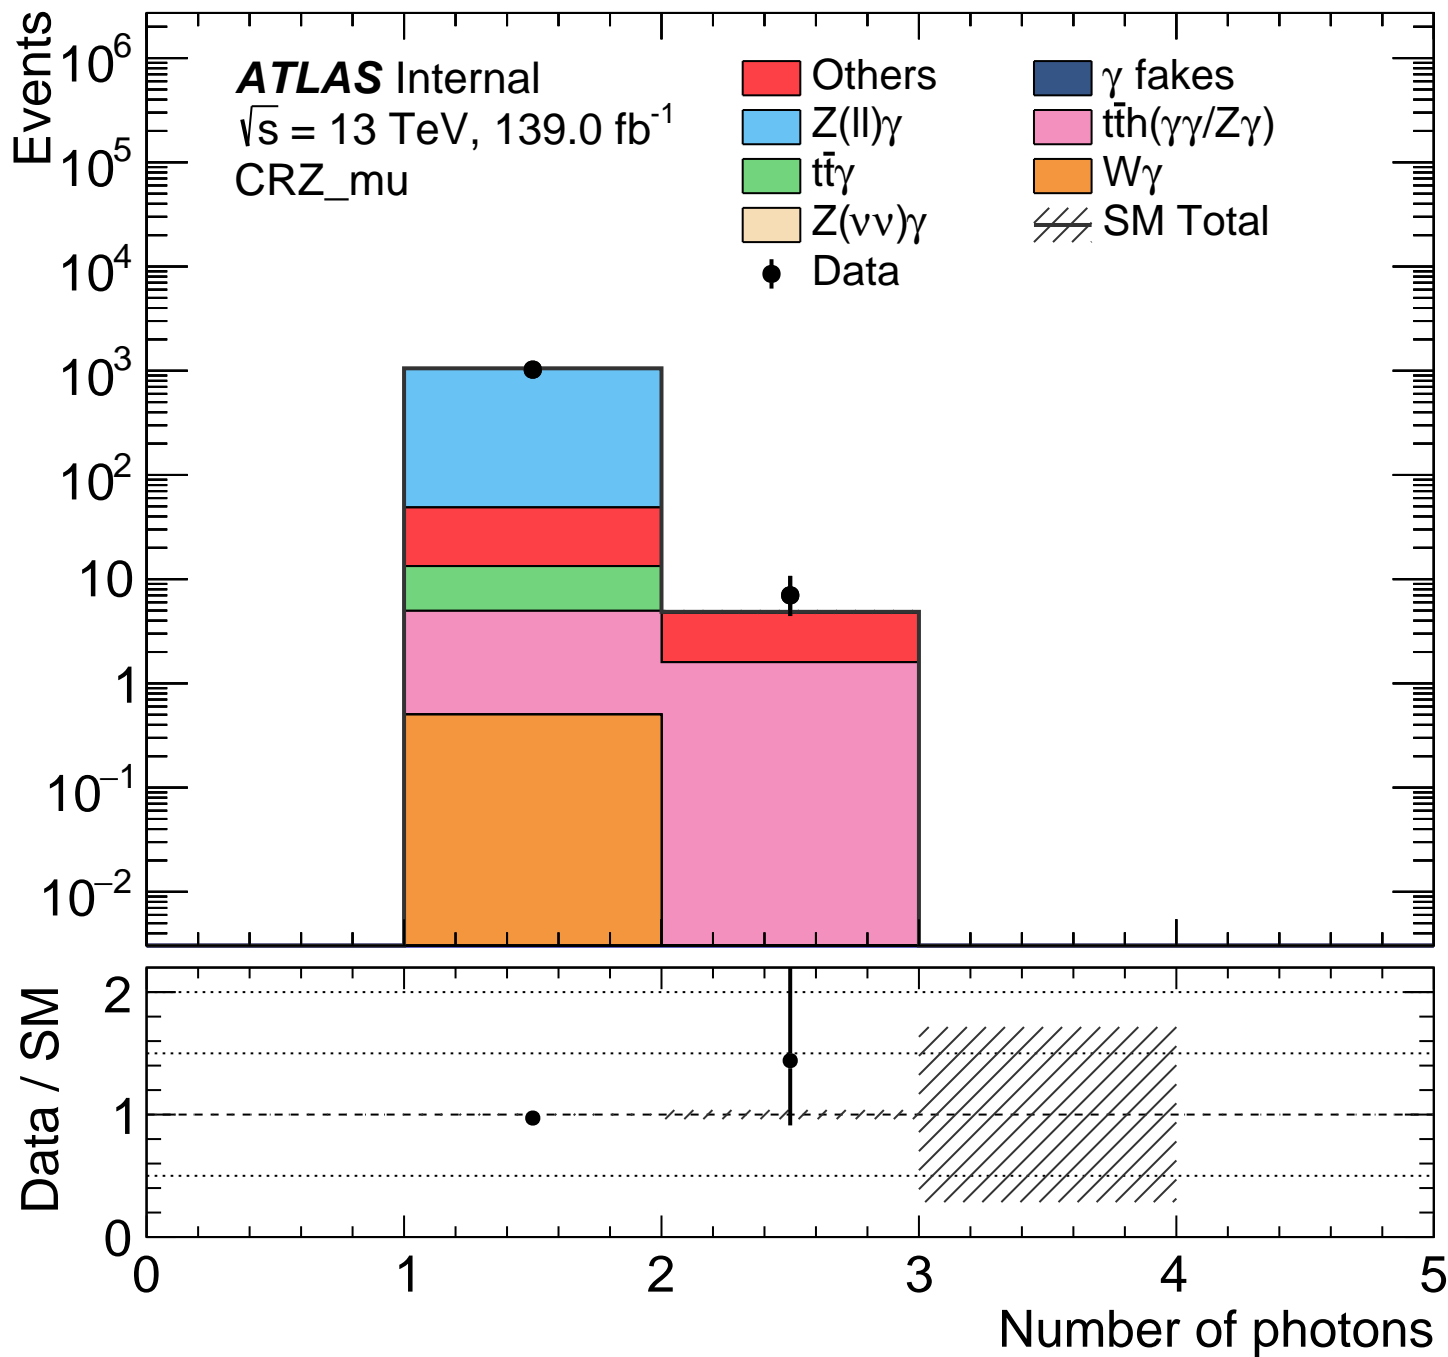 Events
10⁶
10⁵
10⁴
10³
10²
10
1
10⁻¹
10⁻²
ATLAS Internal
√s = 13 TeV, 139.0 fb⁻¹
CRZ_mu
Others
Z(ll)γ
tt̄γ
Z(νν)γ
Data
γ fakes
tt̄h(γγ/Zγ)
Wγ
SM Total
Data / SM
2
1
0
0 1 2 3 4 5
Number of photons